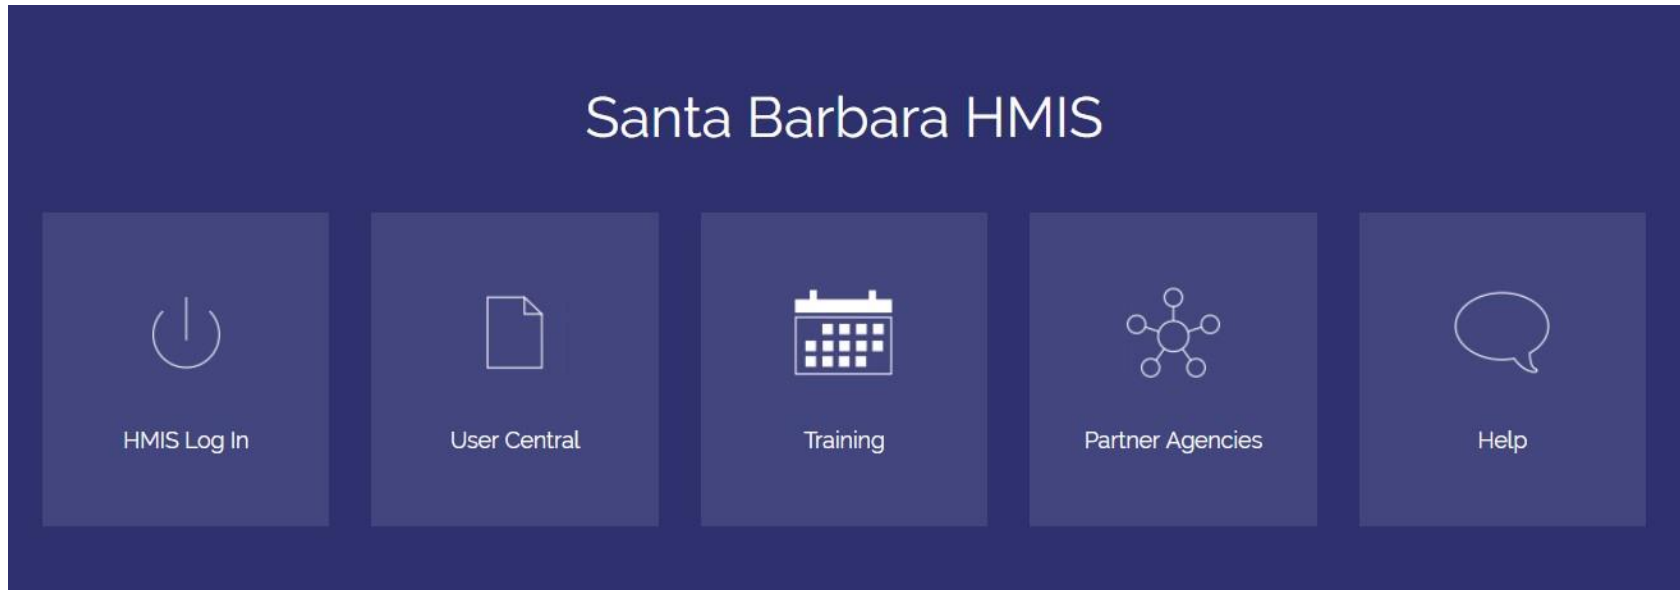 Santa Barbara HMIS
HMIS Log In
User Central
Training
Partner Agencies
Help